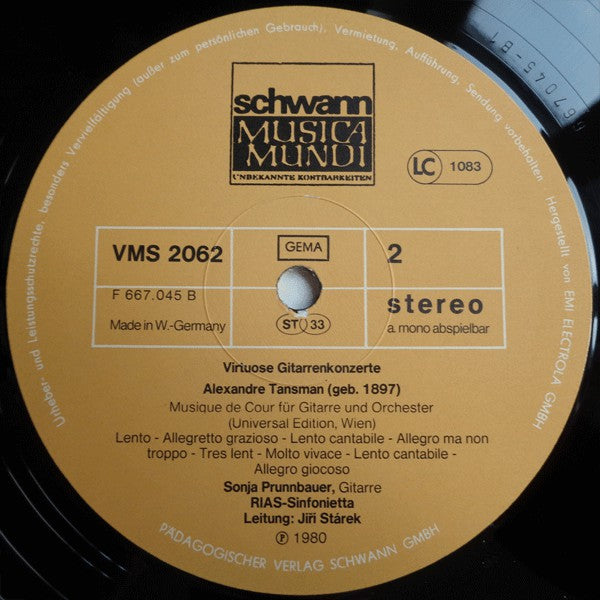 schwann
MUSICA
MUNDI
UNBEKANNTE KOSTBARKEITEN
LC 1083
VMS 2062
GEMA
2
F 667.045 B
stereo
Made in W.-Germany
ST 33
a. mono abspielbar
Virtuose Gitarrenkonzerte
Alexandre Tansman (geb. 1897)
Musique de Cour für Gitarre und Orchester
(Universal Edition, Wien)
Lento - Allegretto grazioso - Lento cantabile - Allegro ma non
troppo - Tres lent - Molto vivace - Lento cantabile -
Allegro giocoso
Sonja Prunnbauer, Gitarre
RIAS-Sinfonietta
Leitung: Jiří Stárek
℗ 1980
PÄDAGOGISCHER VERLAG SCHWANN GMBH
Urheber- und Leistungsschutzrechte, besonders Vervielfältigung (außer zum persönlichen Gebrauch), Vermietung, Aufführung, Sendung vorbehalten
Hergestellt von EMI ELECTROLA GMBH